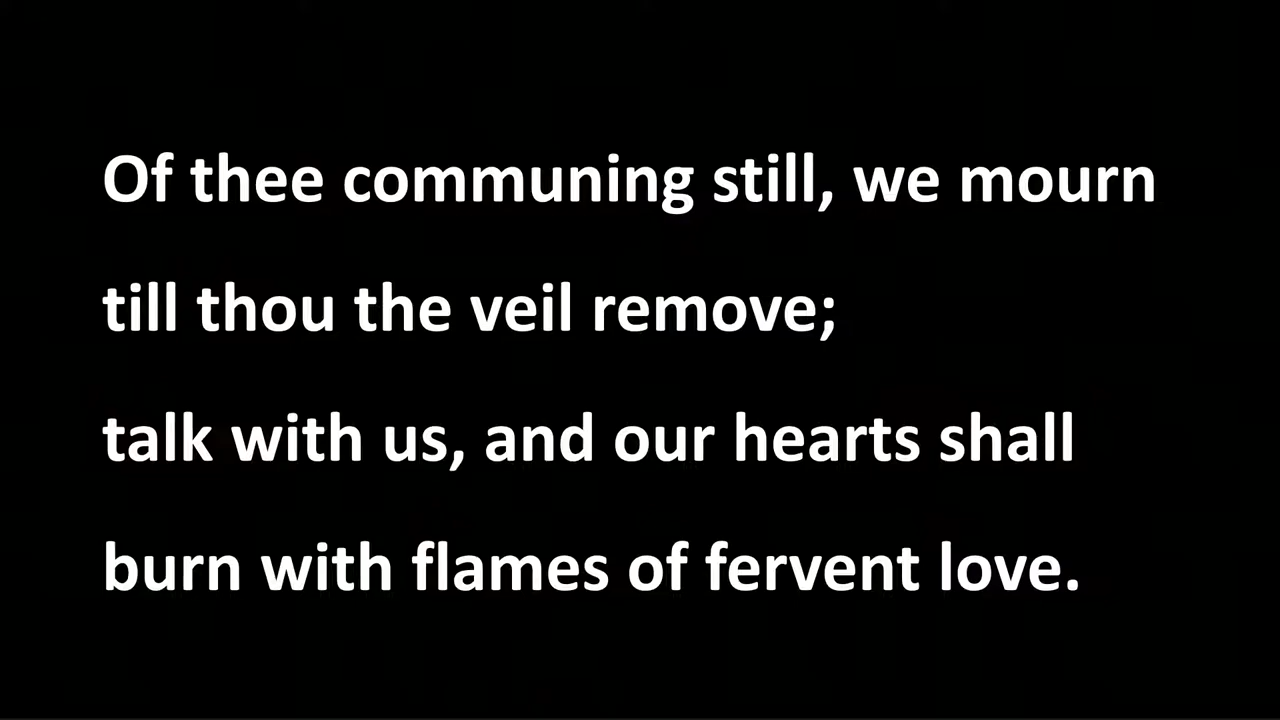 Of thee communing still, we mourn
till thou the veil remove;
talk with us, and our hearts shall
burn with flames of fervent love.